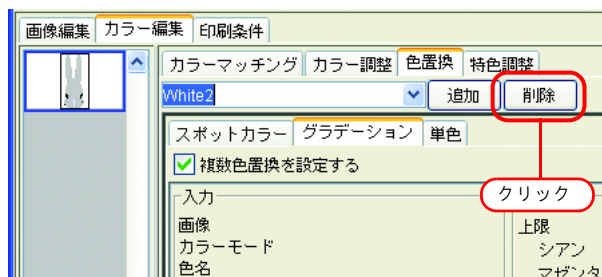 画像編集 カラー編集 印刷条件
カラーマッチング カラー調整 色置換 特色調整
White2 追加 削除
スポットカラー グラデーション 単色
複数色置換を設定する
クリック
入力
画像 上限
カラーモード シアン
色名 マゼンタ